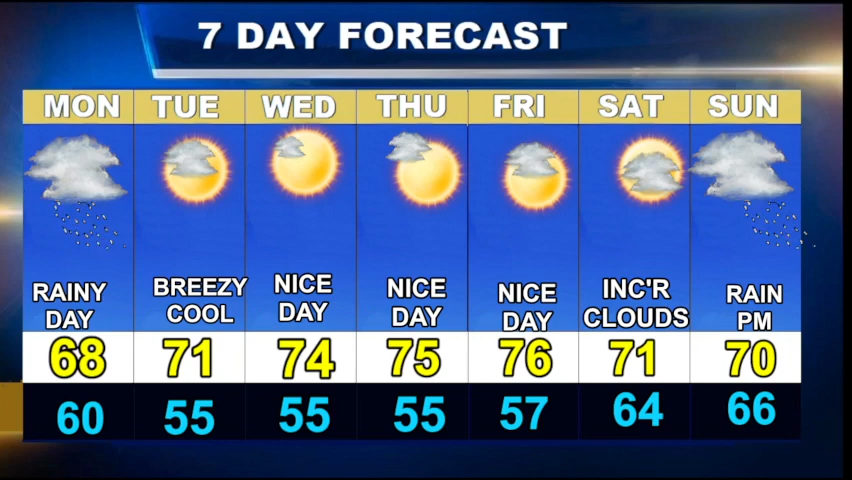 7 DAY FORECAST
MON TUE WED THU FRI SAT SUN
RAINY DAY
BREEZY COOL
NICE DAY
NICE DAY
NICE DAY
INC'R CLOUDS
RAIN PM
68 71 74 75 76 71 70
60 55 55 55 57 64 66